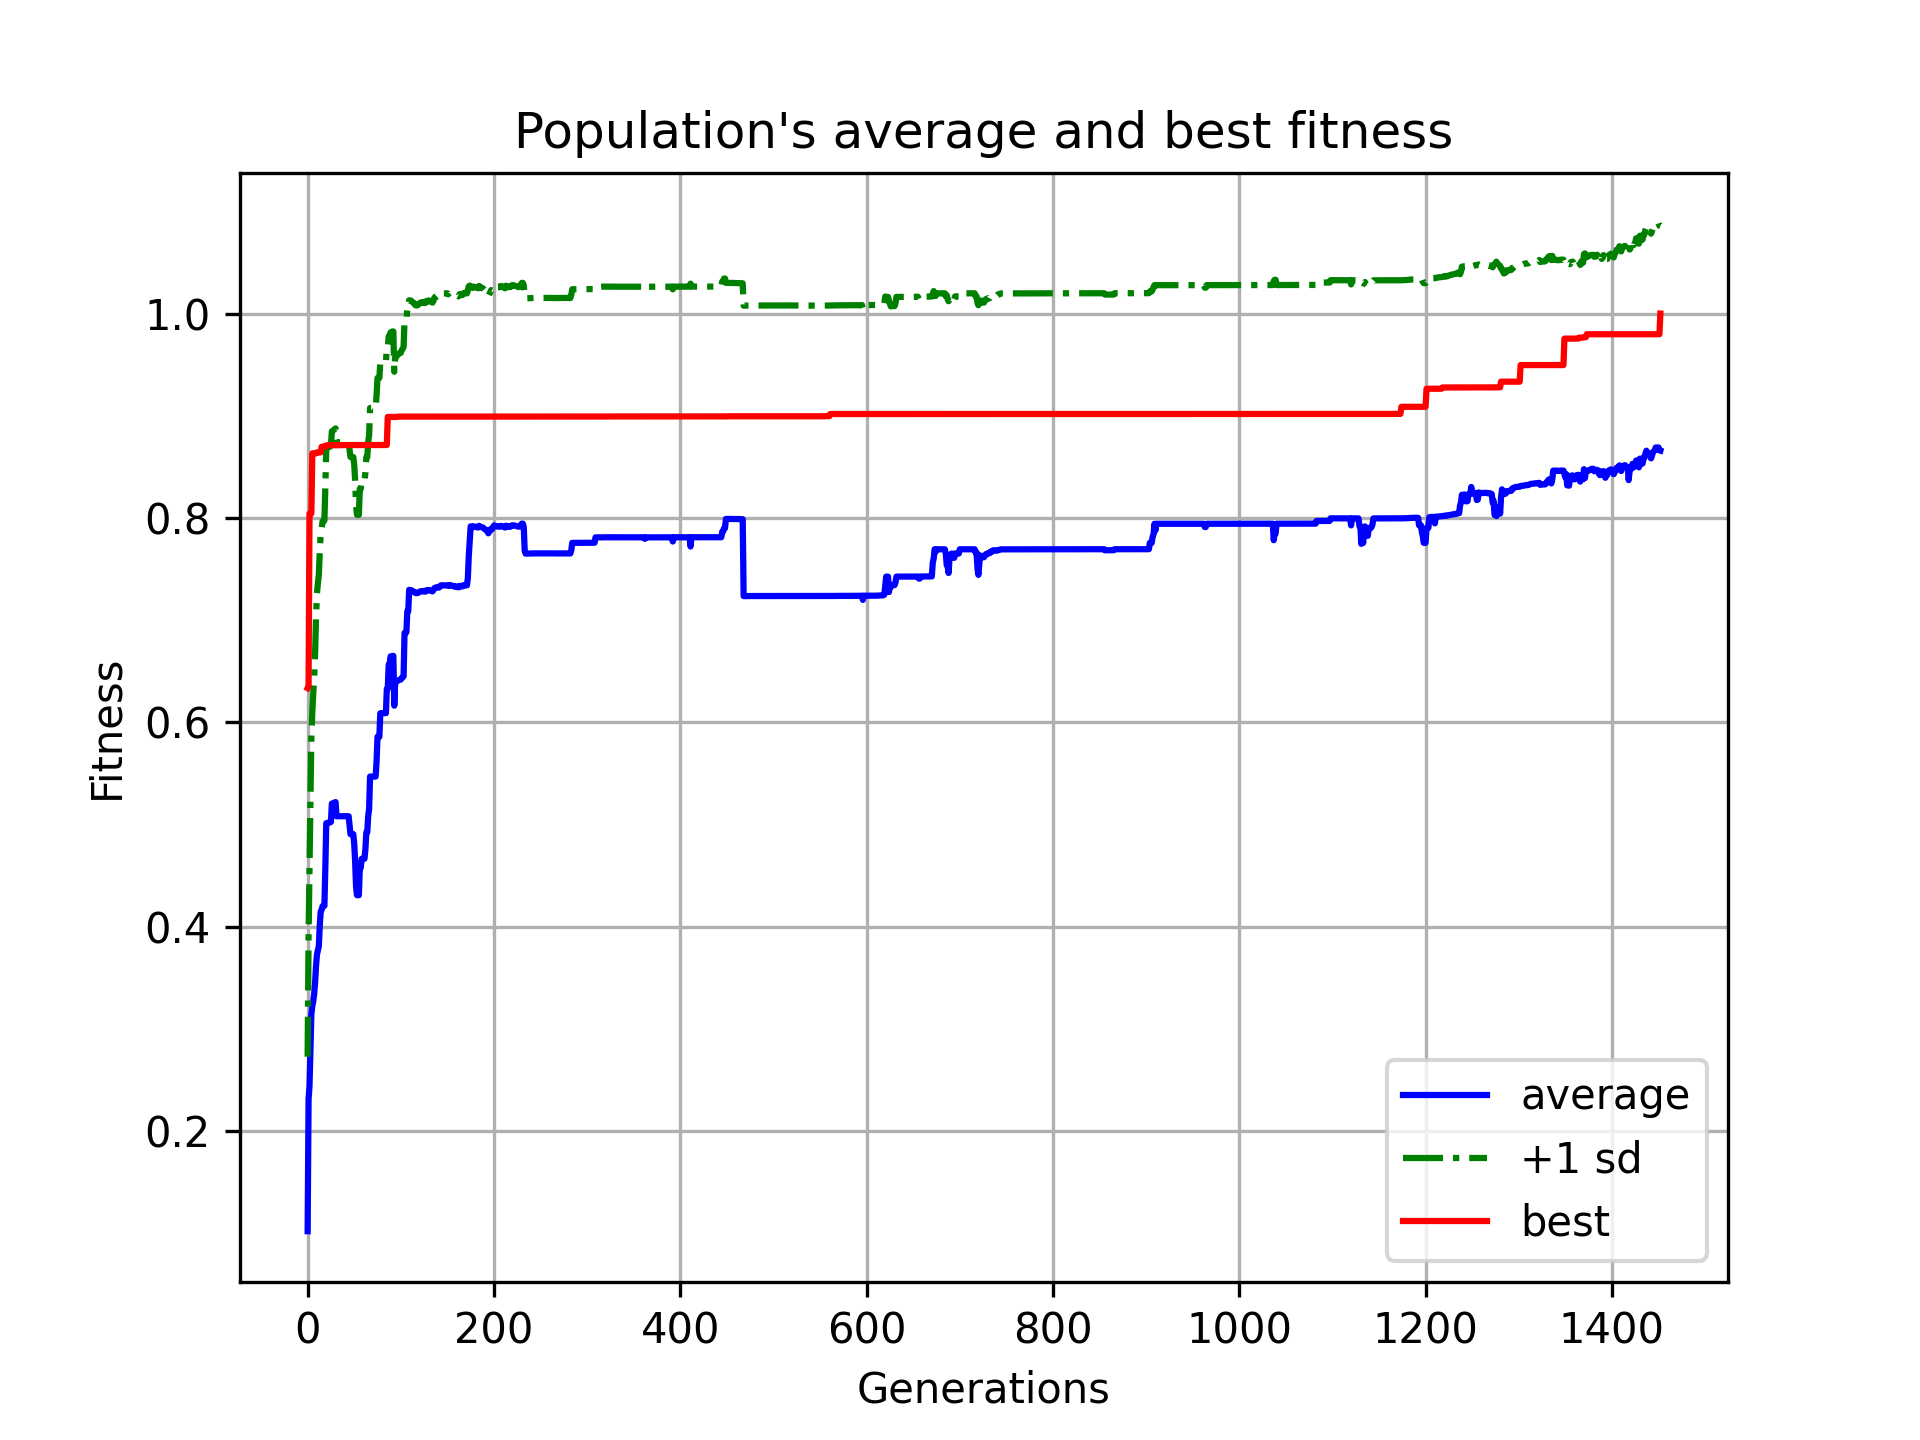 Population's average and best fitness
Fitness
1.0
0.8
0.6
0.4
0.2
0 200 400 600 800 1000 1200 1400
Generations
average
+1 sd
best